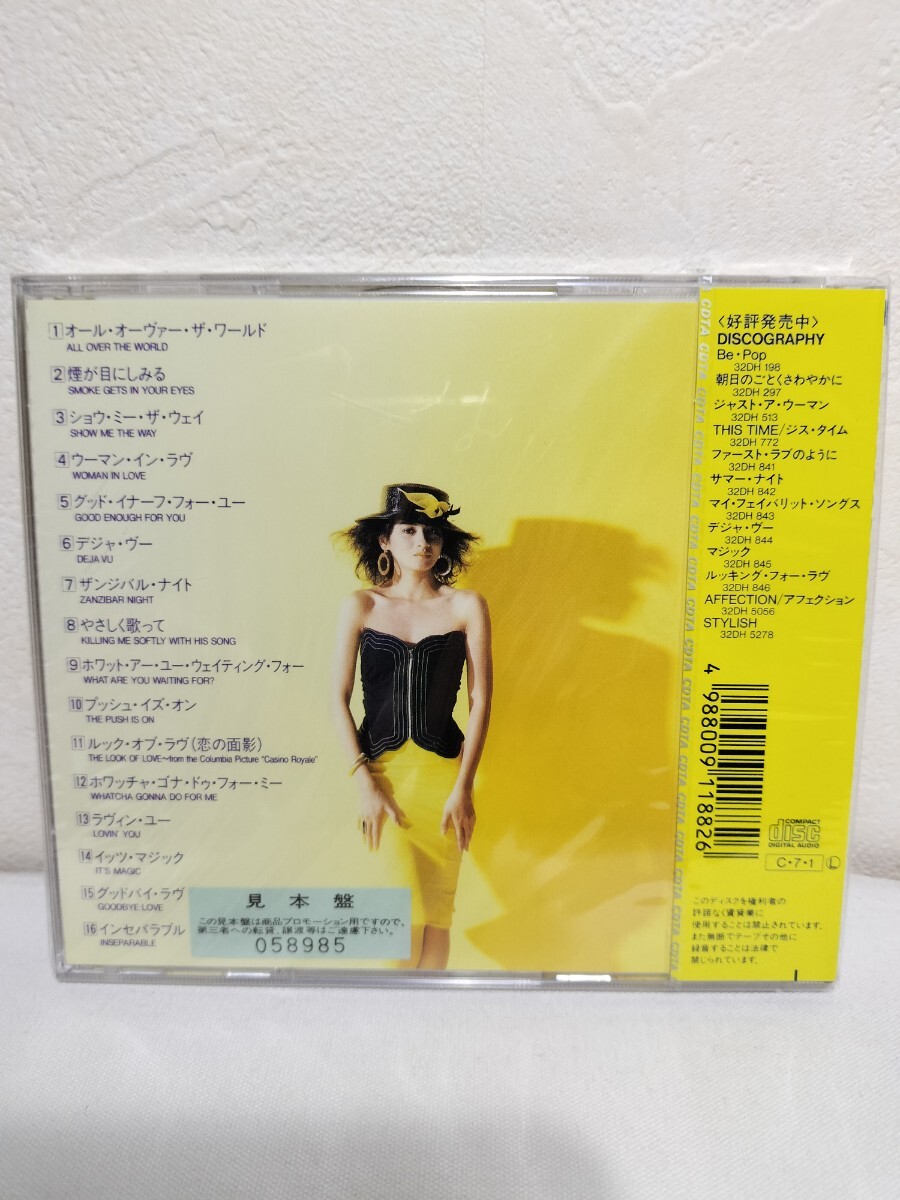 1 オール・オーヴァー・ザ・ワールド
ALL OVER THE WORLD
2 煙が目にしみる
SMOKE GETS IN YOUR EYES
3 ショウ・ミー・ザ・ウェイ
SHOW ME THE WAY
4 ウーマン・イン・ラヴ
WOMAN IN LOVE
5 グッド・イナーフ・フォー・ユー
GOOD ENOUGH FOR YOU
6 デジャ・ヴー
DEJA VU
7 ザンジバル・ナイト
ZANZIBAR NIGHT
8 やさしく歌って
KILLING ME SOFTLY WITH HIS SONG
9 ホワット・アー・ユー・ウェイティング・フォー
WHAT ARE YOU WAITING FOR?
10 プッシュ・イズ・オン
THE PUSH IS ON
11 ルック・オブ・ラヴ(恋の面影)
THE LOOK OF LOVE〜from the Columbia Picture "Casino Royale"
12 ホワッチャ・ゴナ・ドゥ・フォー・ミー
WHATCHA GONNA DO FOR ME
13 ラヴィン・ユー
LOVIN' YOU
14 イッツ・マジック
IT'S MAGIC
15 グッドバイ・ラヴ
GOODBYE LOVE
16 インセパラブル
INSEPARABLE
見本盤
この見本盤は商品プロモーション用ですので、
第三者への転貸、譲渡等はご遠慮下さい。
058985
CDTA CDTA CDTA CDTA CDTA CDTA CDTA CDTA CDTA CDTA CDTA CDTA CDTA
〈好評発売中〉
DISCOGRAPHY
Be・Pop
32DH 198
朝日のごとくさわやかに
32DH 297
ジャスト・ア・ウーマン
32DH 513
THIS TIME/ジス・タイム
32DH 772
ファースト・ラブのように
32DH 841
サマー・ナイト
32DH 842
マイ・フェイバリット・ソングス
32DH 843
デジャ・ヴー
32DH 844
マジック
32DH 845
ルッキング・フォー・ラヴ
32DH 846
AFFECTION/アフェクション
32DH 5056
STYLISH
32DH 5278
4 988009 118826
COMPACT
disc
DIGITAL AUDIO
C・7・1 L
このディスクを権利者の
許諾なく賃貸業に
使用することは禁止されています。
また無断でテープその他に
録音することは法律で
禁じられています。